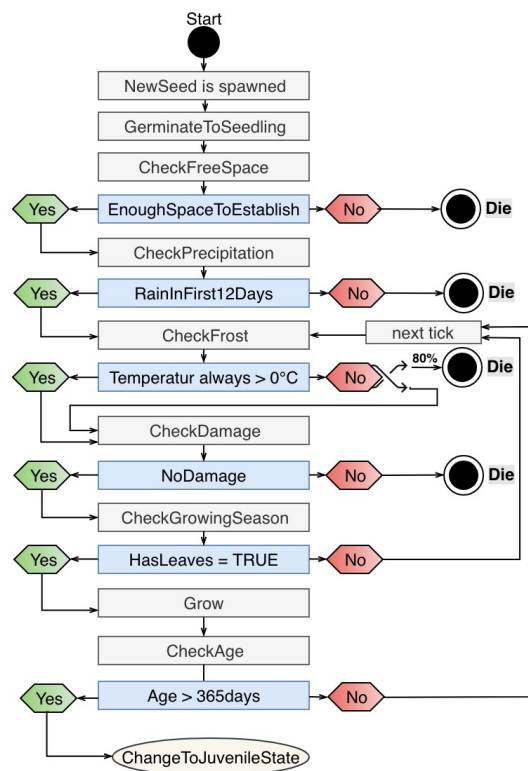 Start
NewSeed is spawned
GerminateToSeedling
CheckFreeSpace
Yes EnoughSpaceToEstablish No Die
CheckPrecipitation
Yes RainInFirst12Days No Die
CheckFrost next tick
Yes Temperatur always > 0°C No 80% Die
CheckDamage
Yes NoDamage No Die
CheckGrowingSeason
Yes HasLeaves = TRUE No
Grow
CheckAge
Yes Age > 365days No
ChangeToJuvenileState